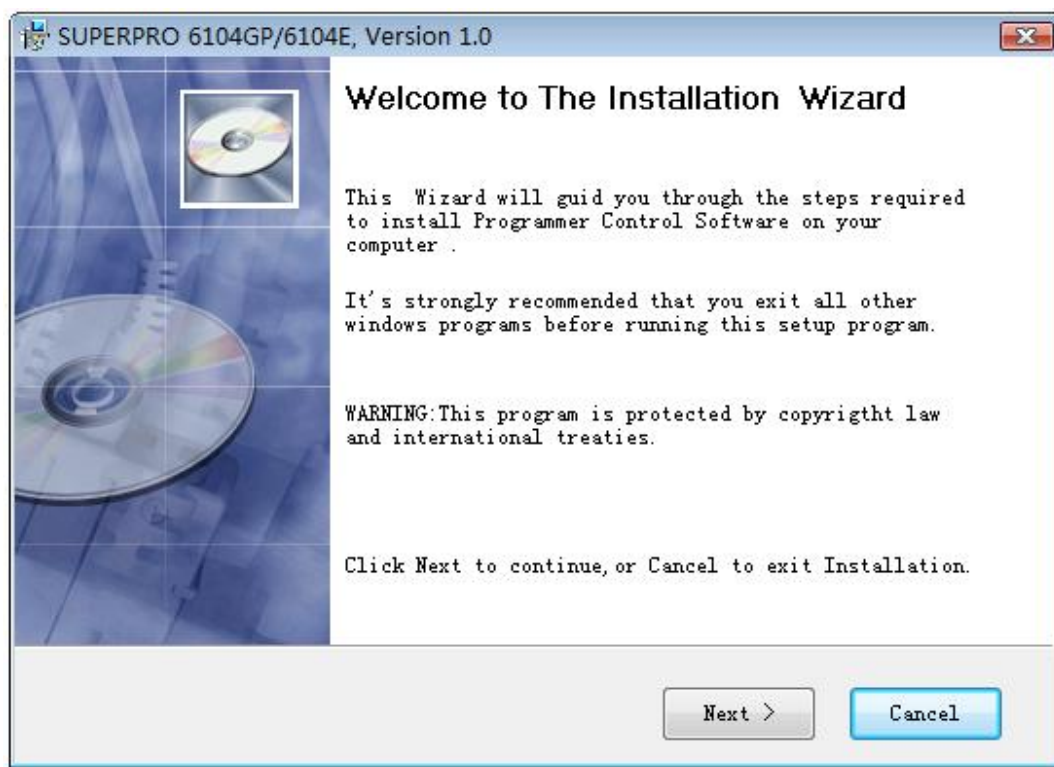 SUPERPRO 6104GP/6104E, Version 1.0
Welcome to The Installation  Wizard
This  Wizard will guid you through the steps required
to install Programmer Control Software on your
computer .
It's strongly recommended that you exit all other
windows programs before running this setup program.
WARNING:This program is protected by copyrigtht law
and international treaties.
Click Next to continue,or Cancel to exit Installation.
Next >
Cancel